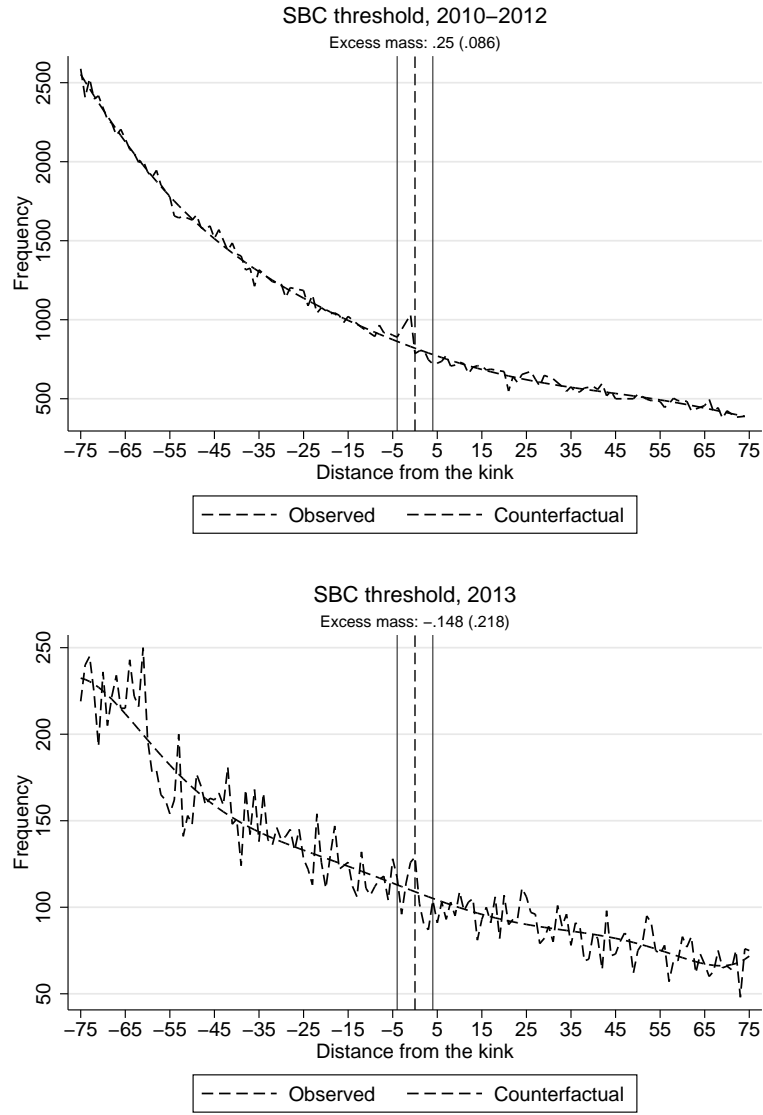 SBC threshold, 2010−2012
Excess mass: .25 (.086)
Frequency
2500
2000
1500
1000
500
−75 −65 −55 −45 −35 −25 −15 −5 5 15 25 35 45 55 65 75
Distance from the kink
Observed Counterfactual
SBC threshold, 2013
Excess mass: −.148 (.218)
Frequency
250
200
150
100
50
−75 −65 −55 −45 −35 −25 −15 −5 5 15 25 35 45 55 65 75
Distance from the kink
Observed Counterfactual